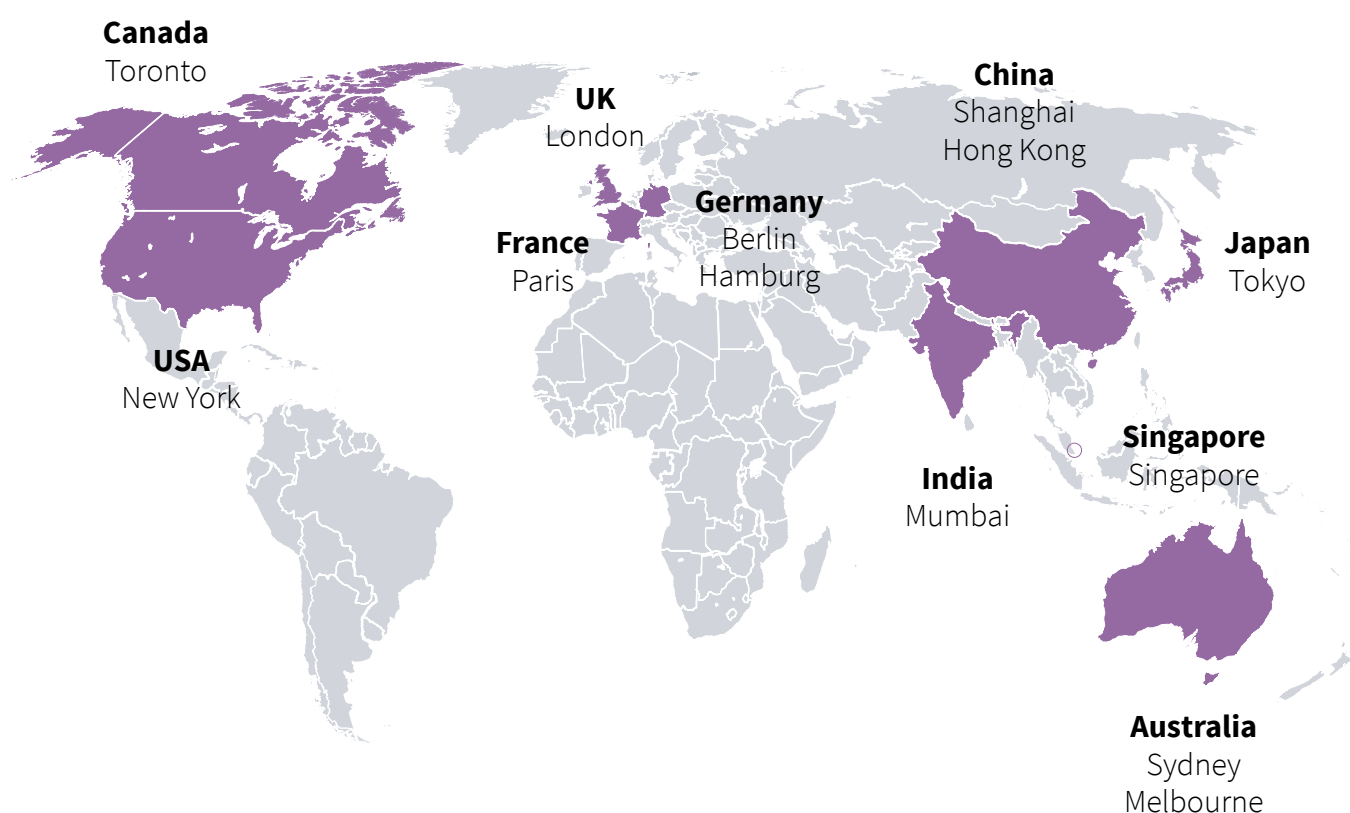 Canada
Toronto
UK
London
China
Shanghai
Hong Kong
Germany
Berlin
Hamburg
France
Paris
Japan
Tokyo
USA
New York
Singapore
Singapore
India
Mumbai
Australia
Sydney
Melbourne